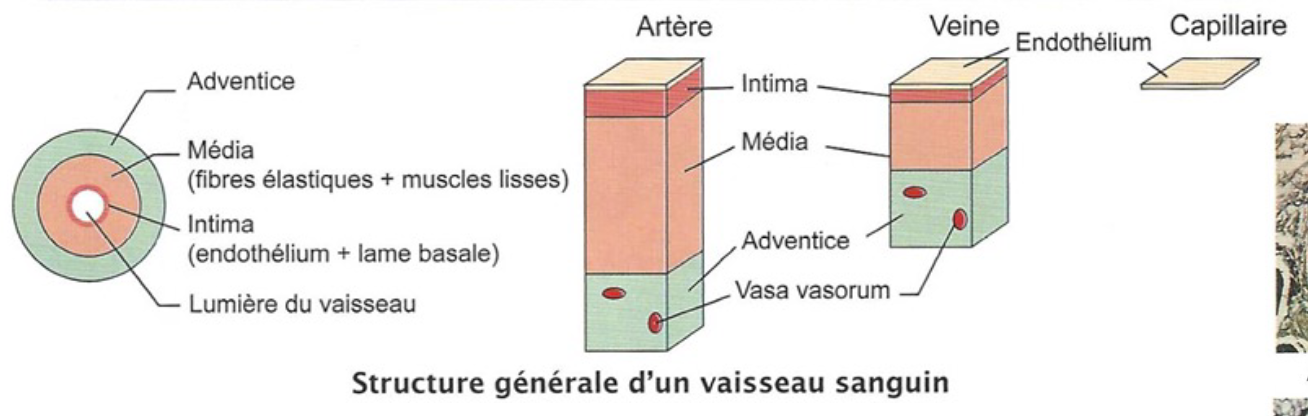 Adventice
Média
(fibres élastiques + muscles lisses)
Intima
(endothélium + lame basale)
Lumière du vaisseau
Artère
Veine
Capillaire
Endothélium
Intima
Média
Adventice
Vasa vasorum
Structure générale d'un vaisseau sanguin